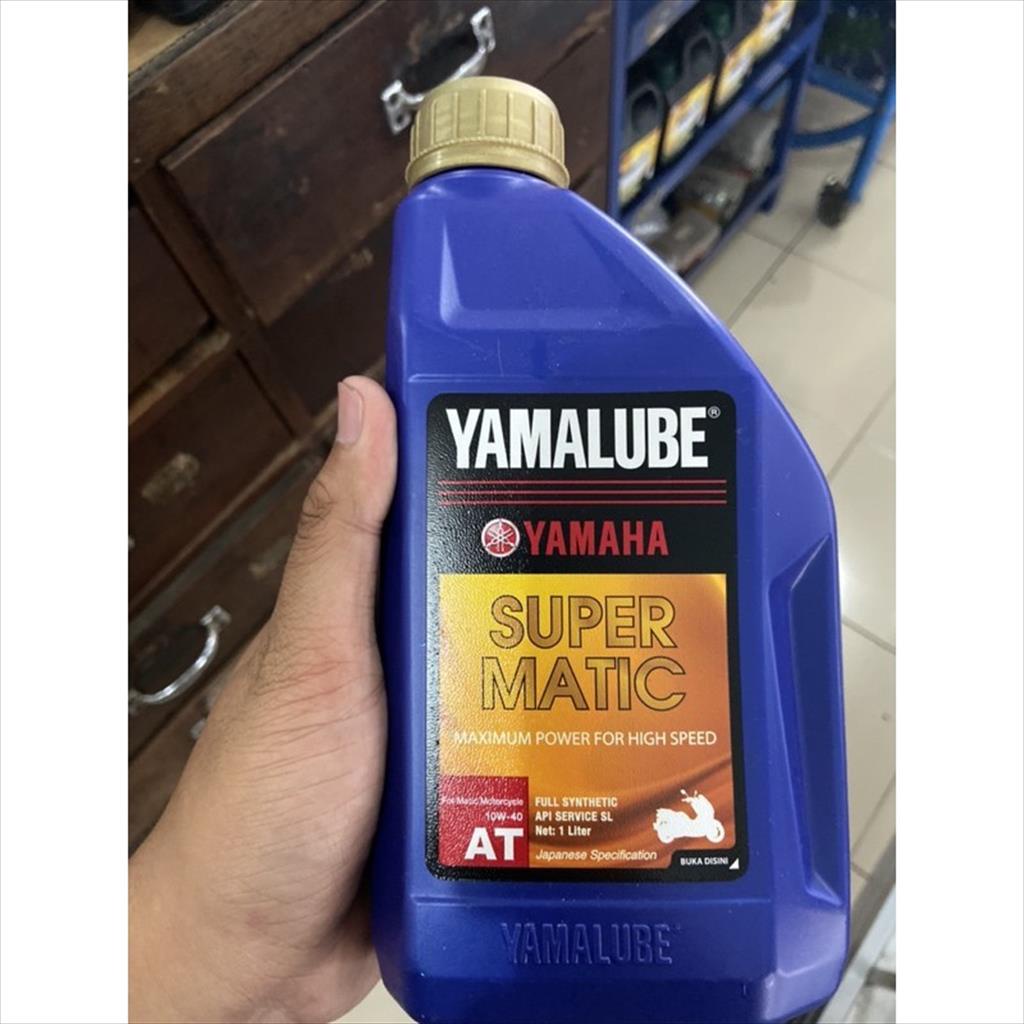 YAMALUBE®
YAMAHA
SUPER
MATIC
MAXIMUM POWER FOR HIGH SPEED
For Matic Motorcycle
10W-40
AT
FULL SYNTHETIC
API SERVICE SL
Net: 1 Liter
Japanese Specification
BUKA DISINI
YAMALUBE